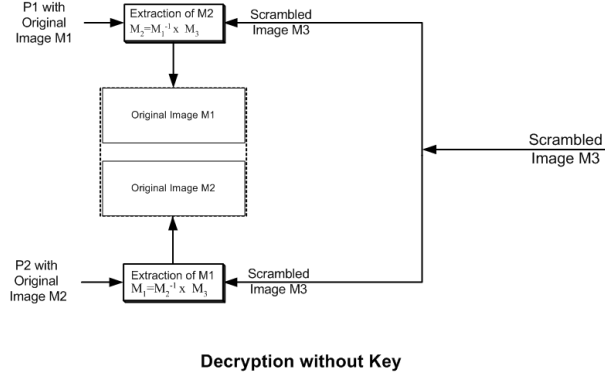 P1 with
Original
Image M1
Extraction of M2
M₂=M₁⁻¹ x M₃
Scrambled
Image M3
Original Image M1
Scrambled
Image M3
Original Image M2
P2 with
Original
Image M2
Extraction of M1
M₁=M₂⁻¹ x M₃
Scrambled
Image M3
Decryption without Key